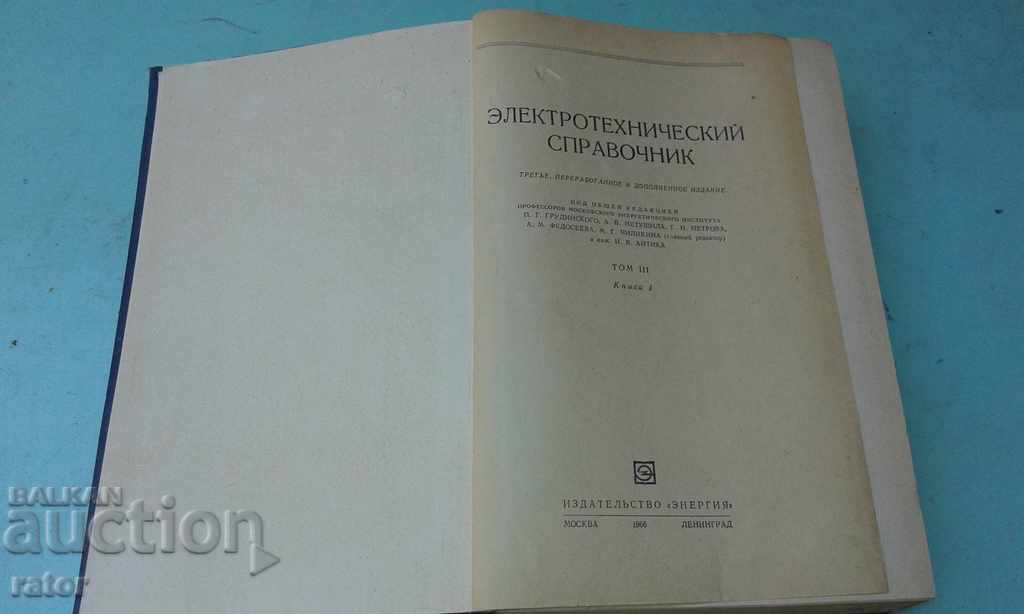 ЭЛЕКТРОТЕХНИЧЕСКИЙ
СПРАВОЧНИК
ТРЕТЬЕ, ПЕРЕРАБОТАННОЕ И ДОПОЛНЕННОЕ ИЗДАНИЕ
ПОД ОБЩЕЙ РЕДАКЦИЕЙ
ПРОФЕССОРОВ МОСКОВСКОГО ЭНЕРГЕТИЧЕСКОГО ИНСТИТУТА
П. Г. ГРУДИНСКОГО, А. В. НЕТУШИЛА, Г. Н. ПЕТРОВА,
А. М. ФЕДОСЕЕВА, М. Г. ЧИЛИКИНА (главный редактор)
и инж. И. В. АНТИКА
ТОМ III
Книга 1
ИЗДАТЕЛЬСТВО «ЭНЕРГИЯ»
МОСКВА 1966 ЛЕНИНГРАД
BALKAN
auction
rator